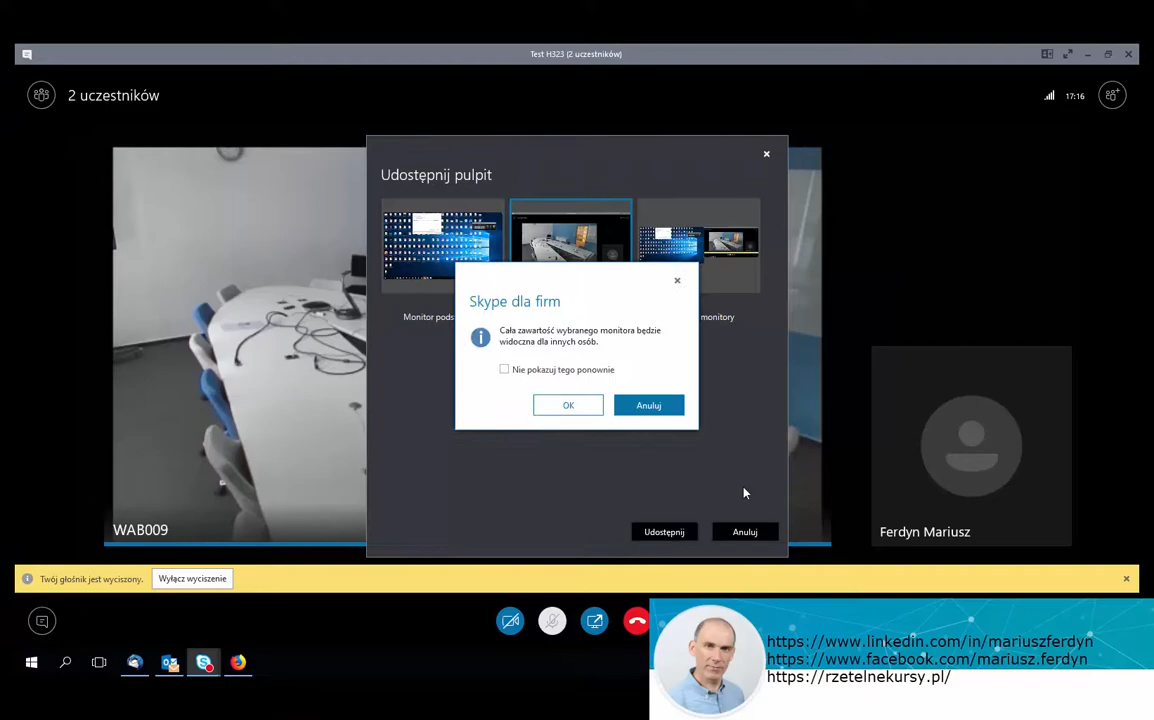 Test H323 (2 uczestników)
2 uczestników
17:16
Udostępnij pulpit
Monitor pods
monitory
Skype dla firm
Cała zawartość wybranego monitora będzie
widoczna dla innych osób.
Nie pokazuj tego ponownie
OK
Anuluj
Udostępnij
Anuluj
WAB009
Ferdyn Mariusz
Twój głośnik jest wyciszony.
Wyłącz wyciszenie
https://www.linkedin.com/in/mariuszferdyn
https://www.facebook.com/mariusz.ferdyn
https://rzetelnekursy.pl/